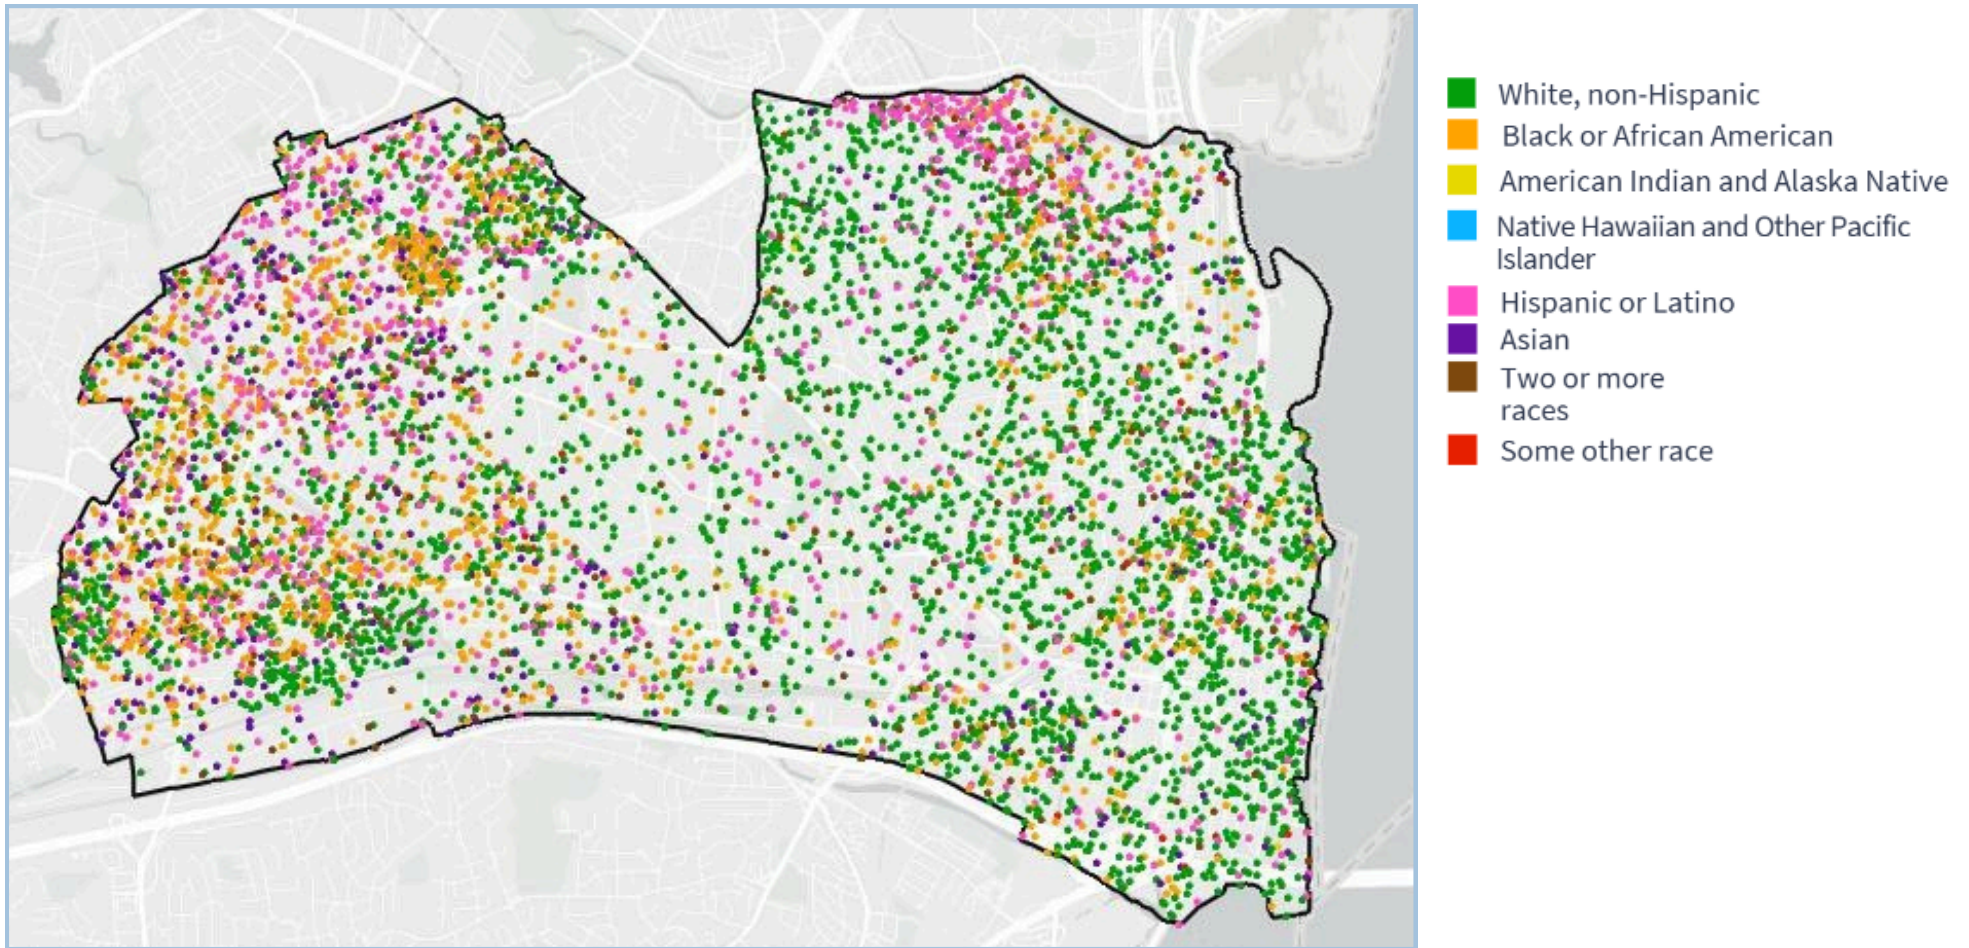 White, non-Hispanic
Black or African American
American Indian and Alaska Native
Native Hawaiian and Other Pacific
Islander
Hispanic or Latino
Asian
Two or more
races
Some other race